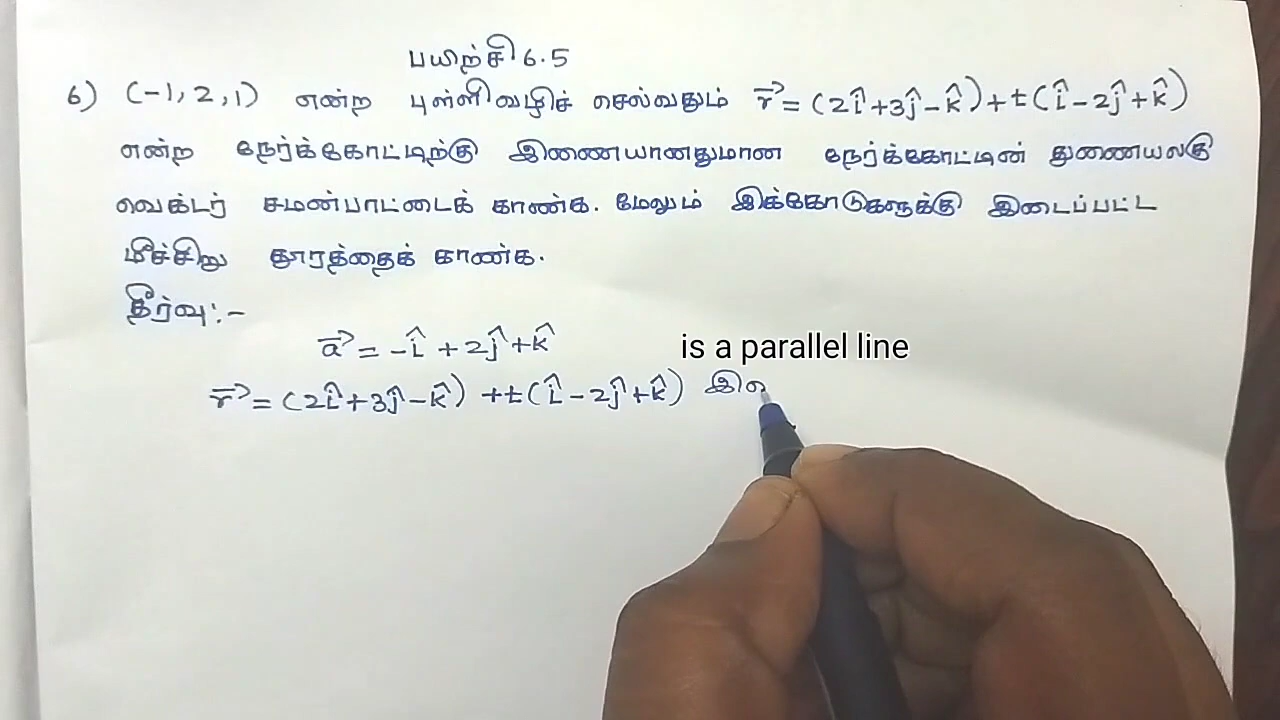 பயிற்சி 6.5
6) (-1, 2, 1) என்ற புள்ளிவழிச் செல்வதும் r⃗ = (2î+3ĵ-k̂)+t(î-2ĵ+k̂)
என்ற நேர்க்கோட்டிற்கு இணையானதுமான நேர்க்கோட்டின் துணையலகு
வெக்டர் சமன்பாட்டைக் காண்க. மேலும் இக்கோடுகளுக்கு இடைப்பட்ட
மீச்சிறு தூரத்தைக் காண்க.
தீர்வு:-
a⃗ = -î+2ĵ+k̂
is a parallel line
r⃗ = (2î+3ĵ-k̂) +t(î-2ĵ+k̂)